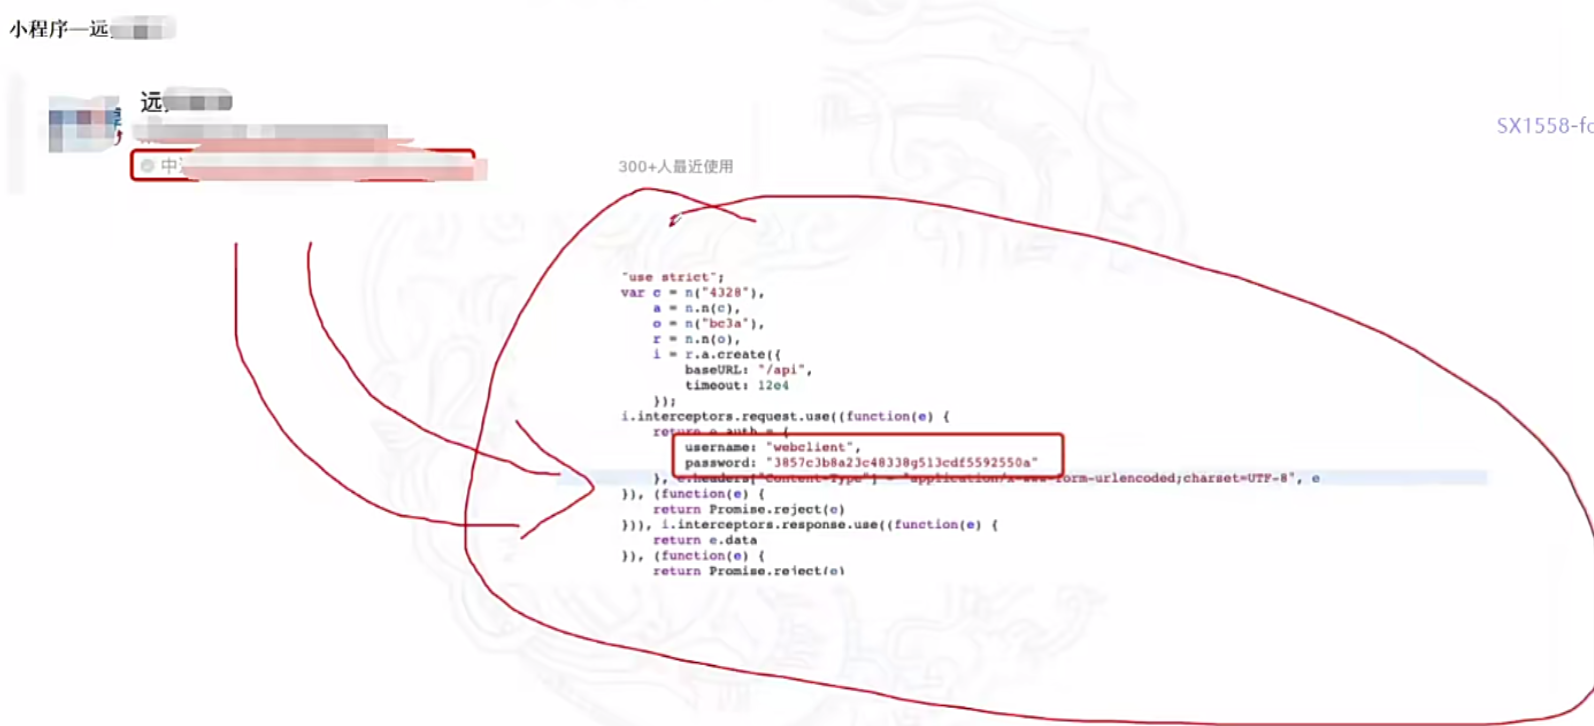 小程序—远
远
中
300+人最近使用
SX1558-fc
"use strict";
var c = n("4328"),
a = n.n(c),
o = n("bc3a"),
r = n.n(o),
i = r.a.create({
baseURL: "/api",
timeout: 12e4
});
i.interceptors.request.use((function(e) {
return e.auth = {
username: "webclient",
password: "3857c3b8a23c48338g513cdf5592550a"
}, e.headers["Content-Type"] = "application/x-www-form-urlencoded;charset=UTF-8", e
}), (function(e) {
return Promise.reject(e)
})), i.interceptors.response.use((function(e) {
return e.data
}), (function(e) {
return Promise.reject(e)